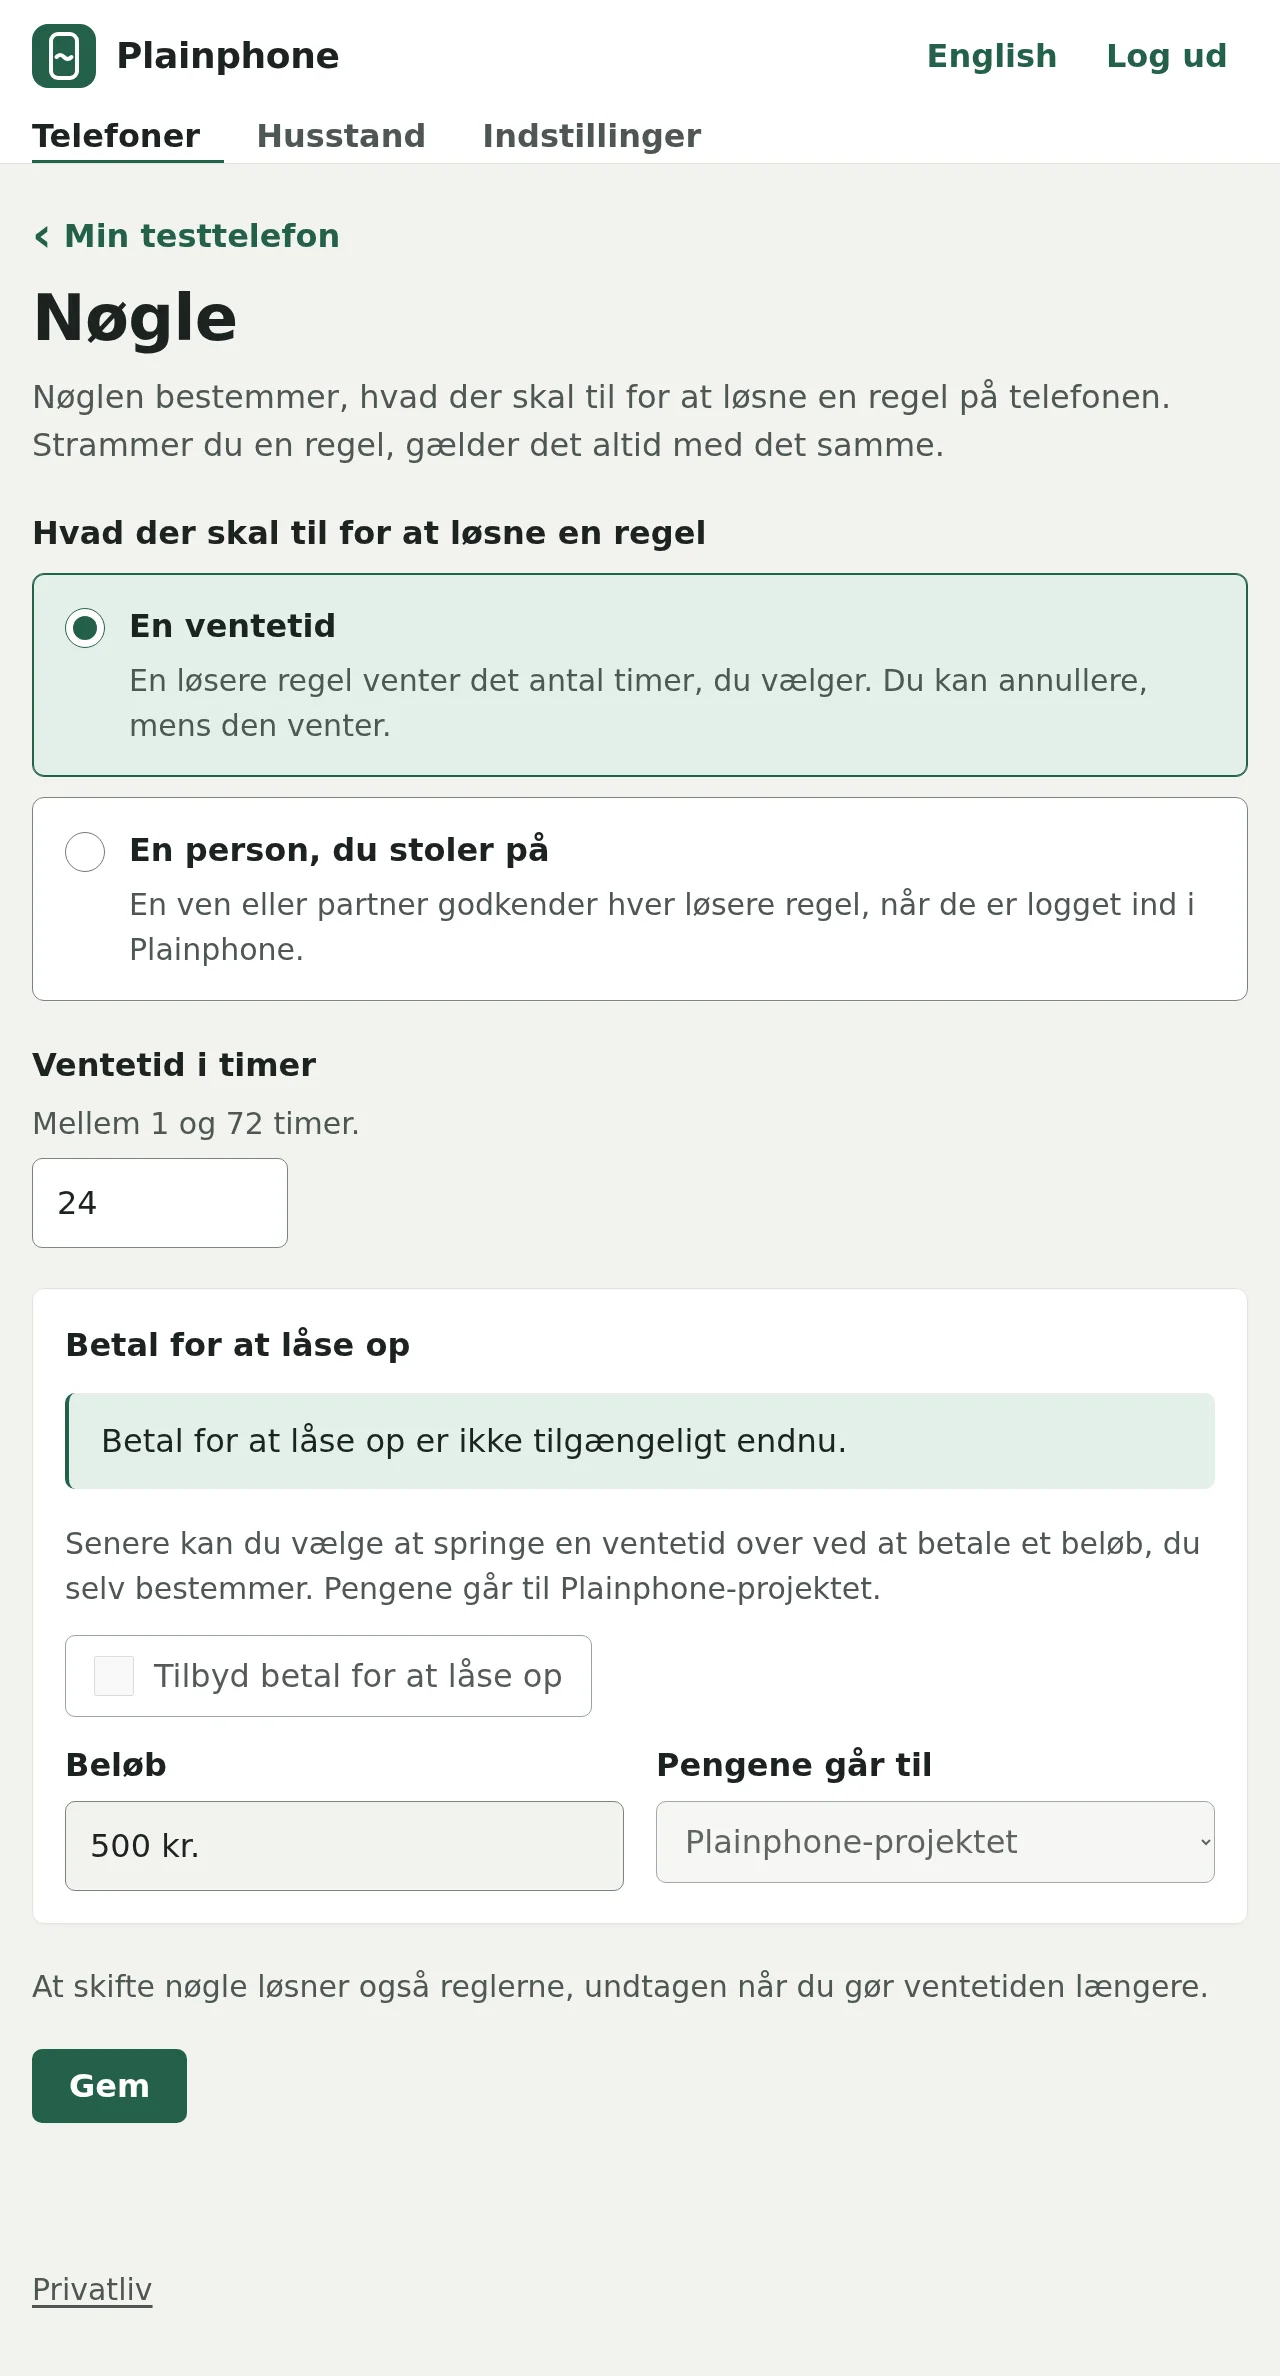 Plainphone
English
Log ud
Telefoner
Husstand
Indstillinger
‹ Min testtelefon
Nøgle
Nøglen bestemmer, hvad der skal til for at løsne en regel på telefonen.
Strammer du en regel, gælder det altid med det samme.
Hvad der skal til for at løsne en regel
En ventetid
En løsere regel venter det antal timer, du vælger. Du kan annullere,
mens den venter.
En person, du stoler på
En ven eller partner godkender hver løsere regel, når de er logget ind i
Plainphone.
Ventetid i timer
Mellem 1 og 72 timer.
24
Betal for at låse op
Betal for at låse op er ikke tilgængeligt endnu.
Senere kan du vælge at springe en ventetid over ved at betale et beløb, du
selv bestemmer. Pengene går til Plainphone-projektet.
Tilbyd betal for at låse op
Beløb
500 kr.
Pengene går til
Plainphone-projektet
At skifte nøgle løsner også reglerne, undtagen når du gør ventetiden længere.
Gem
Privatliv